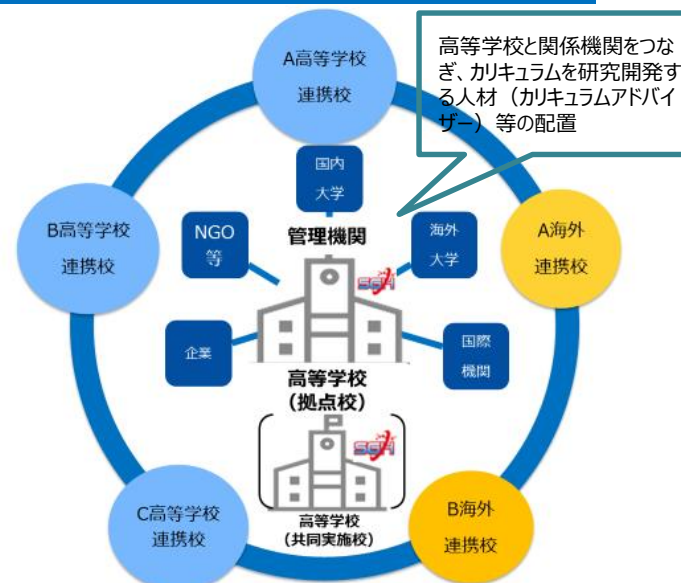 A高等学校
連携校
高等学校と関係機関をつな
ぎ、カリキュラムを研究開発す
る人材（カリキュラムアドバイ
ザー）等の配置
国内
大学
B高等学校
連携校
NGO
等
管理機関
海外
大学
A海外
連携校
SGH
企業
国際
機関
高等学校
（拠点校）
SGH
C高等学校
連携校
高等学校
（共同実施校）
B海外
連携校